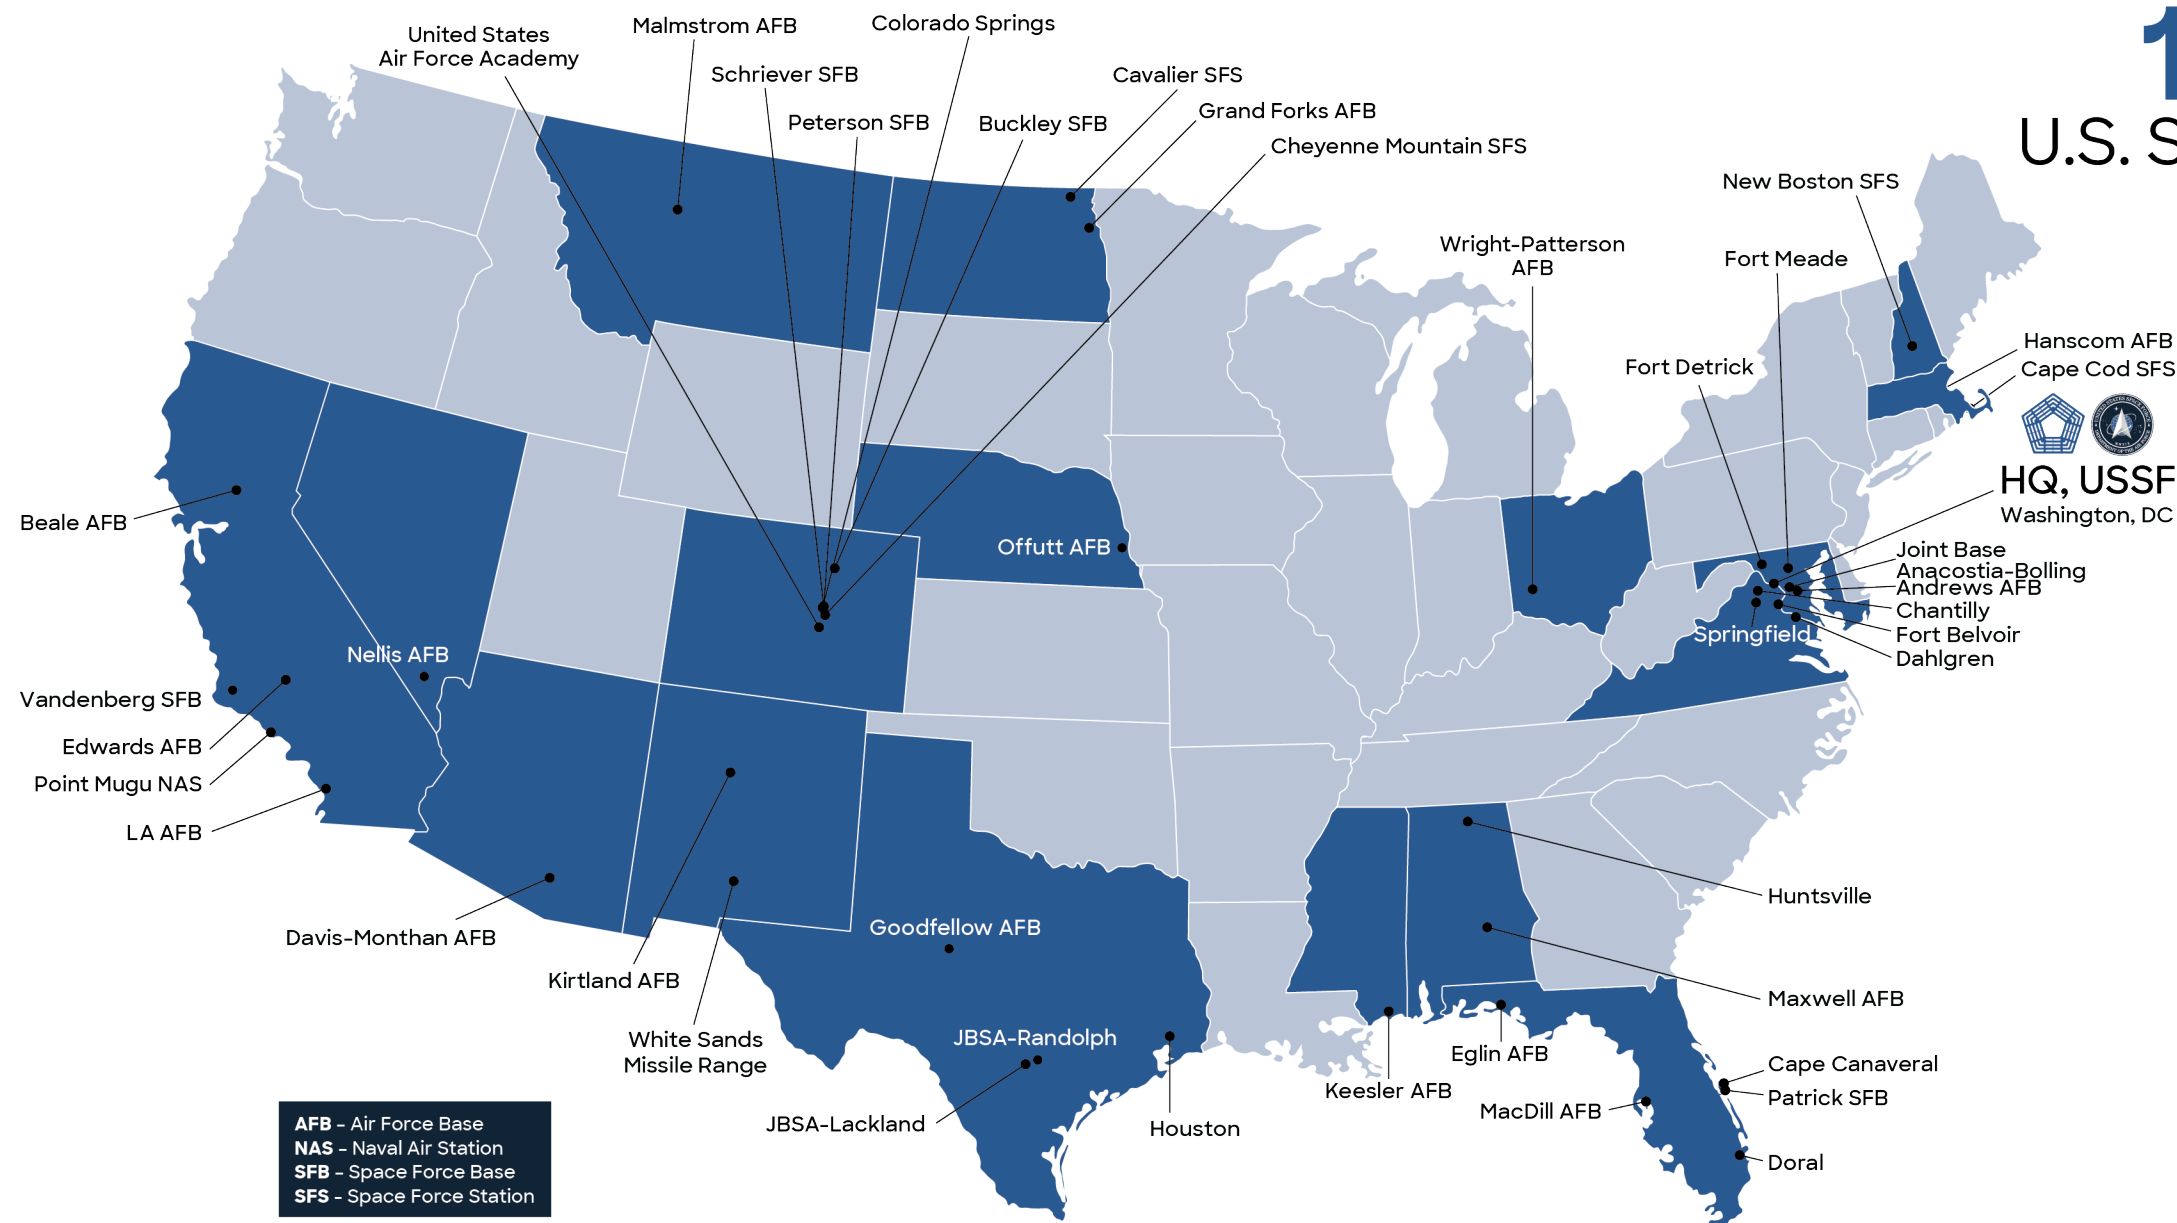 1
U.S. S
United States
Air Force Academy
Malmstrom AFB
Colorado Springs
Schriever SFB
Cavalier SFS
Peterson SFB
Buckley SFB
Grand Forks AFB
Cheyenne Mountain SFS
New Boston SFS
Wright-Patterson
AFB
Fort Meade
Fort Detrick
Hanscom AFB
Cape Cod SFS
HQ, USSF
Washington, DC
Beale AFB
Offutt AFB
Joint Base
Anacostia-Bolling
Andrews AFB
Chantilly
Springfield
Fort Belvoir
Dahlgren
Nellis AFB
Vandenberg SFB
Edwards AFB
Point Mugu NAS
LA AFB
Davis-Monthan AFB
Kirtland AFB
White Sands
Missile Range
Goodfellow AFB
Huntsville
Maxwell AFB
JBSA-Randolph
JBSA-Lackland
Houston
Keesler AFB
Eglin AFB
MacDill AFB
Cape Canaveral
Patrick SFB
Doral
AFB – Air Force Base
NAS – Naval Air Station
SFB – Space Force Base
SFS – Space Force Station